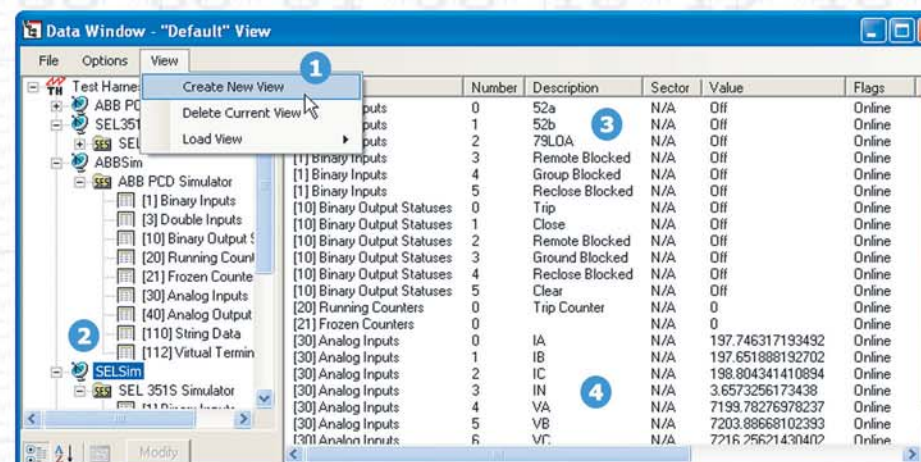 Data Window - "Default" View
File Options View
1
Create New View
Delete Current View
Load View
Number Description Sector Value Flags
TH Test Harnes
ABB PC
SEL351
SEL
ABBSim
SES ABB PCD Simulator
[1] Binary Inputs
[3] Double Inputs
[10] Binary Output S
[20] Running Count
[21] Frozen Counte
[30] Analog Inputs
[40] Analog Output
[110] String Data
2
[112] Virtual Termin
SELSim
SEL 351S Simulator
[1] Binary Inputs
Modify
puts 0 52a N/A Off Online
puts 1 52b N/A Off Online
3
puts 2 79LOA N/A Off Online
[1] Binary Inputs 3 Remote Blocked N/A Off Online
[1] Binary Inputs 4 Group Blocked N/A Off Online
[1] Binary Inputs 5 Reclose Blocked N/A Off Online
[10] Binary Output Statuses 0 Trip N/A Off Online
[10] Binary Output Statuses 1 Close N/A Off Online
[10] Binary Output Statuses 2 Remote Blocked N/A Off Online
[10] Binary Output Statuses 3 Ground Blocked N/A Off Online
[10] Binary Output Statuses 4 Reclose Blocked N/A Off Online
[10] Binary Output Statuses 5 Clear N/A Off Online
[20] Running Counters 0 Trip Counter N/A 0 Online
[21] Frozen Counters 0 N/A 0 Online
[30] Analog Inputs 0 IA N/A 197.746317193492 Online
[30] Analog Inputs 1 IB N/A 197.651888192702 Online
[30] Analog Inputs 2 IC N/A 198.804341410894 Online
[30] Analog Inputs 3 IN N/A 3.65732561734​38 Online
4
[30] Analog Inputs 4 VA N/A 7199.78276978237 Online
[30] Analog Inputs 5 VB N/A 7203.88668102393 Online
[30] Analog Inputs 6 VC N/A 7216.25621430402 Online